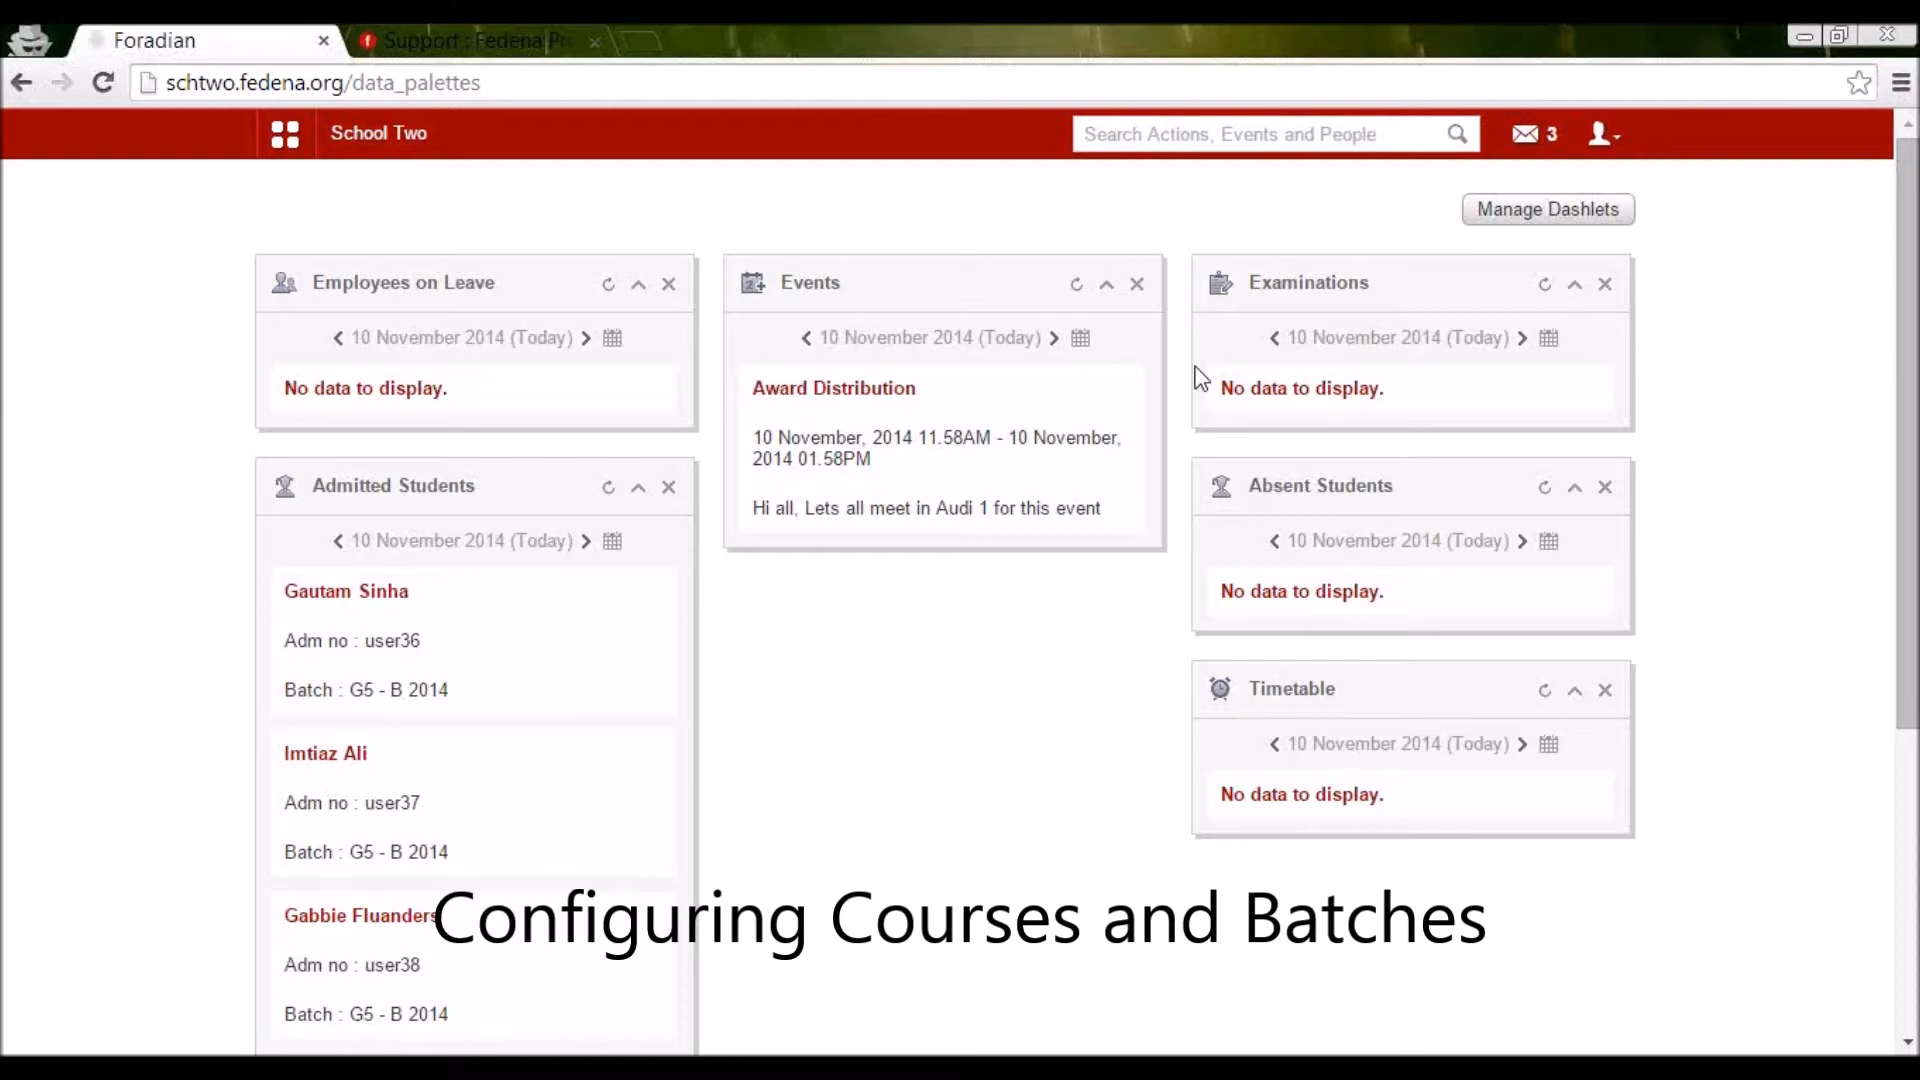 Foradian
Support : Fedena Pr
schtwo.fedena.org/data_palettes
School Two
Search Actions, Events and People
3
Manage Dashlets
Employees on Leave
10 November 2014 (Today)
No data to display.
Admitted Students
10 November 2014 (Today)
Gautam Sinha
Adm no : user36
Batch : G5 - B 2014
Imtiaz Ali
Adm no : user37
Batch : G5 - B 2014
Gabbie Fluanders
Adm no : user38
Batch : G5 - B 2014
Events
10 November 2014 (Today)
Award Distribution
10 November, 2014 11.58AM - 10 November,
2014 01.58PM
Hi all, Lets all meet in Audi 1 for this event
Examinations
10 November 2014 (Today)
No data to display.
Absent Students
10 November 2014 (Today)
No data to display.
Timetable
10 November 2014 (Today)
No data to display.
Configuring Courses and Batches